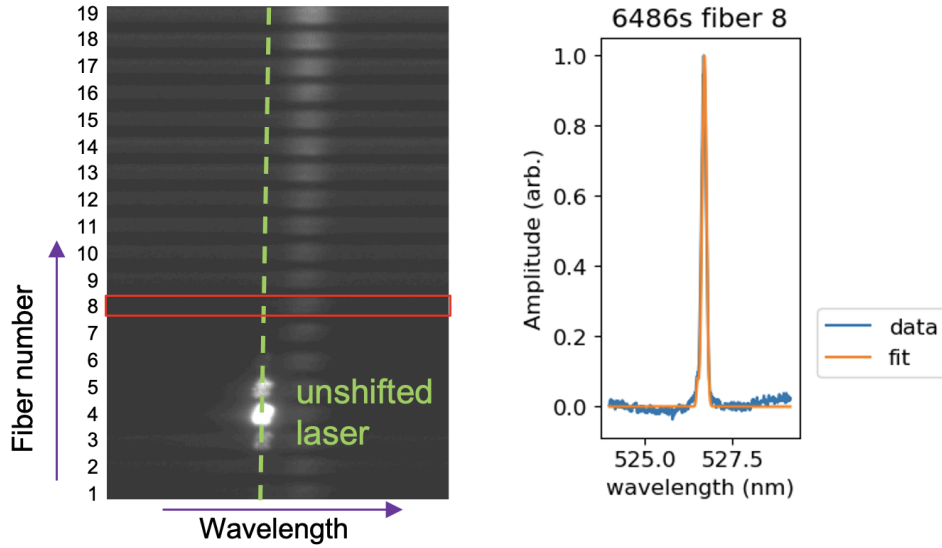 19
18
17
16
15
14
13
12
11
10
9
8
7
6
5
4
3
2
1
Fiber number
Wavelength
unshifted
laser
6486s fiber 8
1.0
0.8
0.6
0.4
0.2
0.0
Amplitude (arb.)
525.0 527.5
wavelength (nm)
data
fit